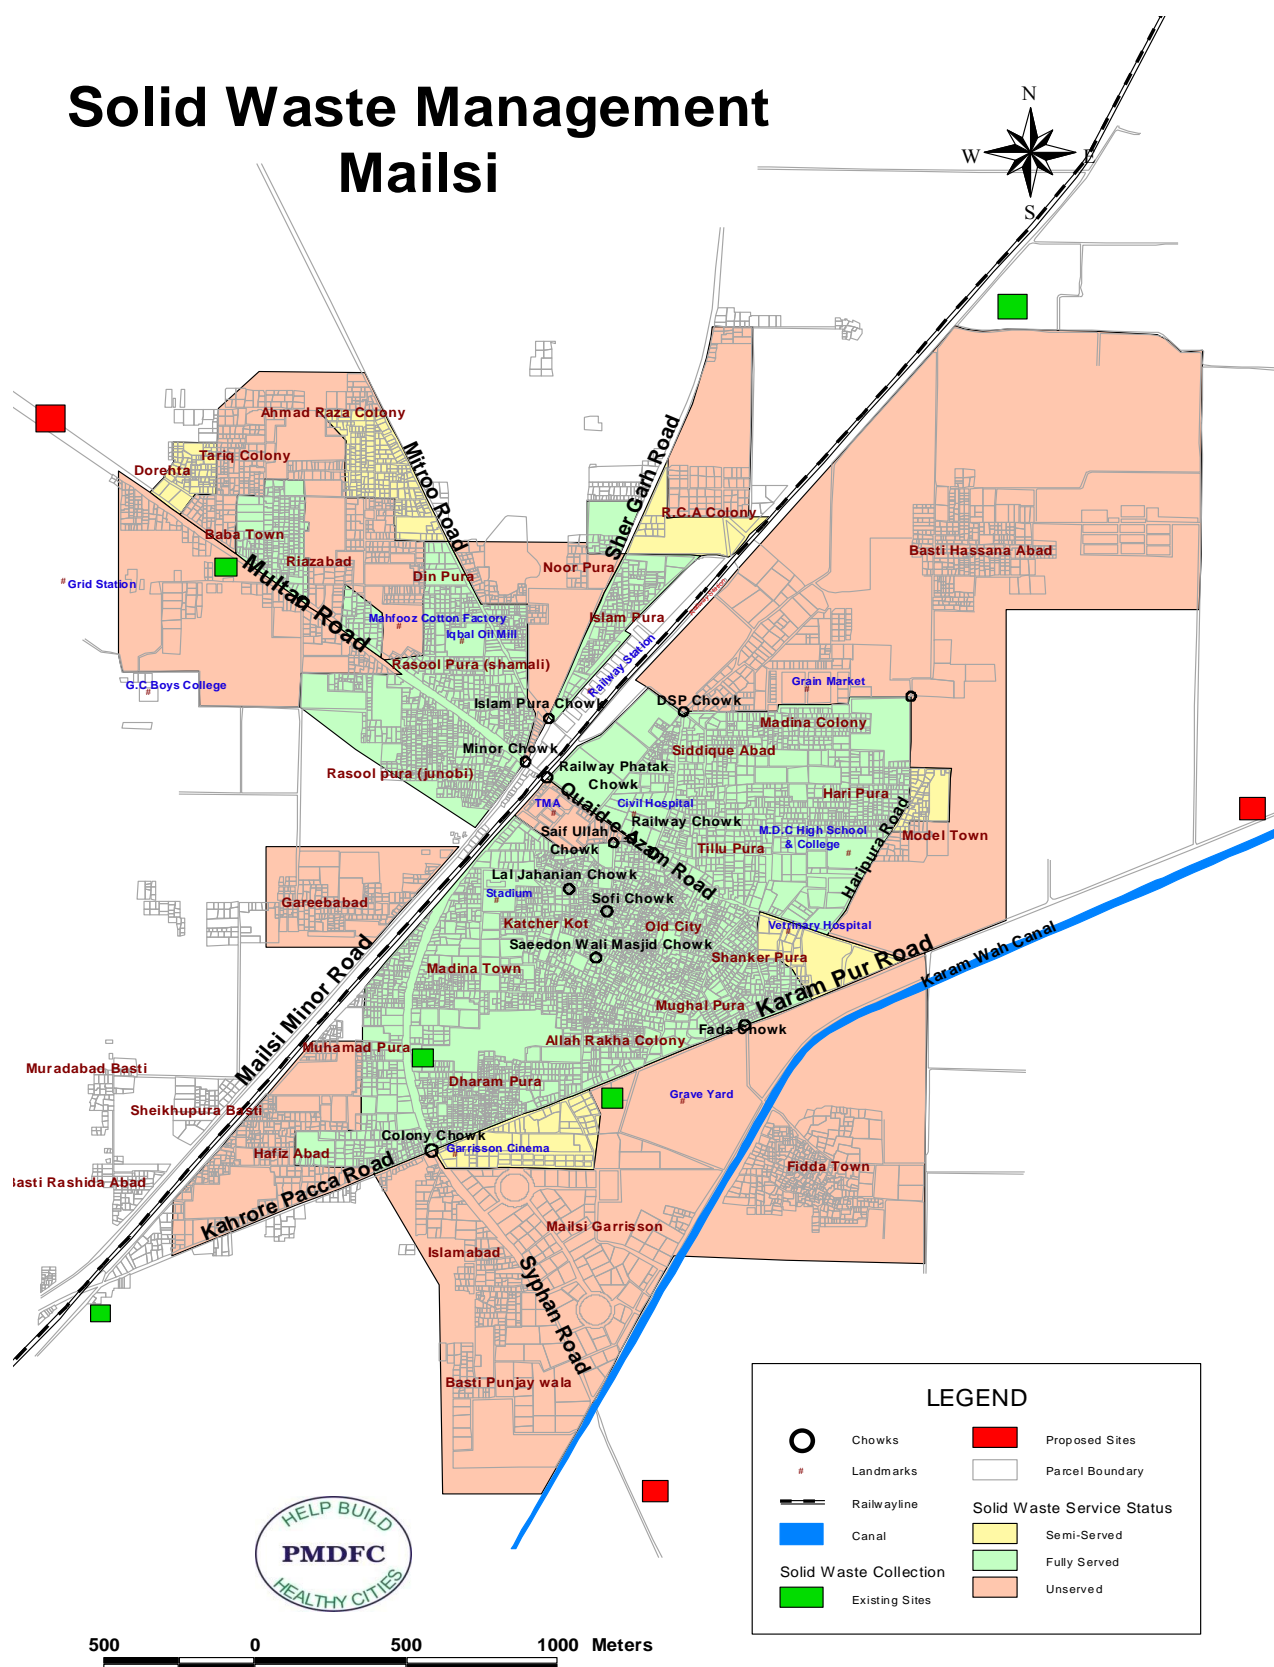 Solid Waste Management
Mailsi
N
W
E
S
Ahmad Raza Colony
Tariq Colony
Dorehta
Mitroo Road
Sher Garh Road
R.C.A Colony
Baba Town
Riazabad
Multan Road
Din Pura
Noor Pura
Basti Hassana Abad
Grid Station
Mahfooz Cotton Factory
Iqbal Oil Mill
Islam Pura
Rasool Pura (shamali)
Railway Station
G.C Boys College
Grain Market
Islam Pura Chowk
DSP Chowk
Madina Colony
Minor Chowk
Siddique Abad
Rasool pura (junobi)
Railway Phatak
Chowk
Hari Pura
TMA
Quaid-e-Azam Road
Civil Hospital
Railway Chowk
Saif Ullah
Chowk
Tillu Pura
M.D.C High School
& College
Haripura Road
Model Town
Lal Jahanian Chowk
Stadium
Sofi Chowk
Gareebabad
Katcher Kot
Old City
Vetrinary Hospital
Saeedon Wali Masjid Chowk
Shanker Pura
Karam Pur Road
Karam Wah Canal
Madina Town
Mailsi Minor Road
Mughal Pura
Fada Chowk
Allah Rakha Colony
Muhamad Pura
Muradabad Basti
Dharam Pura
Grave Yard
Sheikhupura Basti
Colony Chowk
Garrisson Cinema
Hafiz Abad
Fidda Town
Basti Rashida Abad
Kahrore Pacca Road
Mailsi Garrisson
Islamabad
Syphan Road
Basti Punjay wala
LEGEND
Chowks
Proposed Sites
Landmarks
Parcel Boundary
Railwayline
Solid Waste Service Status
Canal
Semi-Served
Solid Waste Collection
Fully Served
Existing Sites
Unserved
HELP BUILD
PMDFC
HEALTHY CITIES
500 0 500 1000 Meters